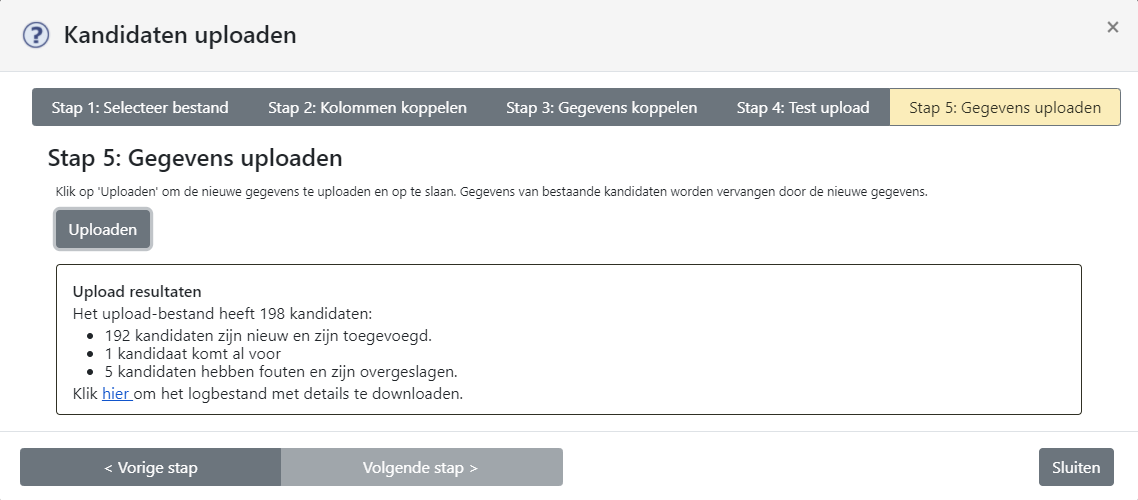 Kandidaten uploaden
×
Stap 1: Selecteer bestand
Stap 2: Kolommen koppelen
Stap 3: Gegevens koppelen
Stap 4: Test upload
Stap 5: Gegevens uploaden
Stap 5: Gegevens uploaden
Klik op 'Uploaden' om de nieuwe gegevens te uploaden en op te slaan. Gegevens van bestaande kandidaten worden vervangen door de nieuwe gegevens.
Uploaden
Upload resultaten
Het upload-bestand heeft 198 kandidaten:
• 192 kandidaten zijn nieuw en zijn toegevoegd.
• 1 kandidaat komt al voor
• 5 kandidaten hebben fouten en zijn overgeslagen.
Klik hier om het logbestand met details te downloaden.
< Vorige stap
Volgende stap >
Sluiten